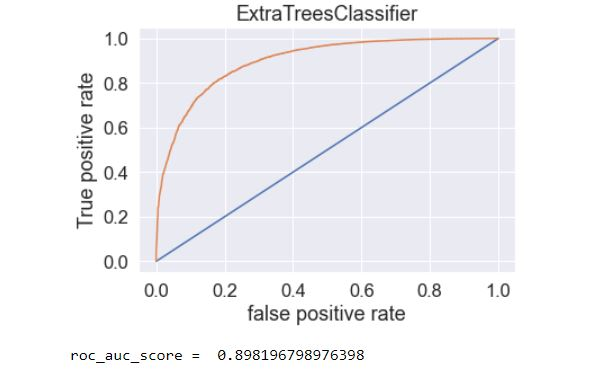 ExtraTreesClassifier
1.0
0.8
0.6
0.4
0.2
0.0
True positive rate
0.0 0.2 0.4 0.6 0.8 1.0
false positive rate
roc_auc_score = 0.898196798976398